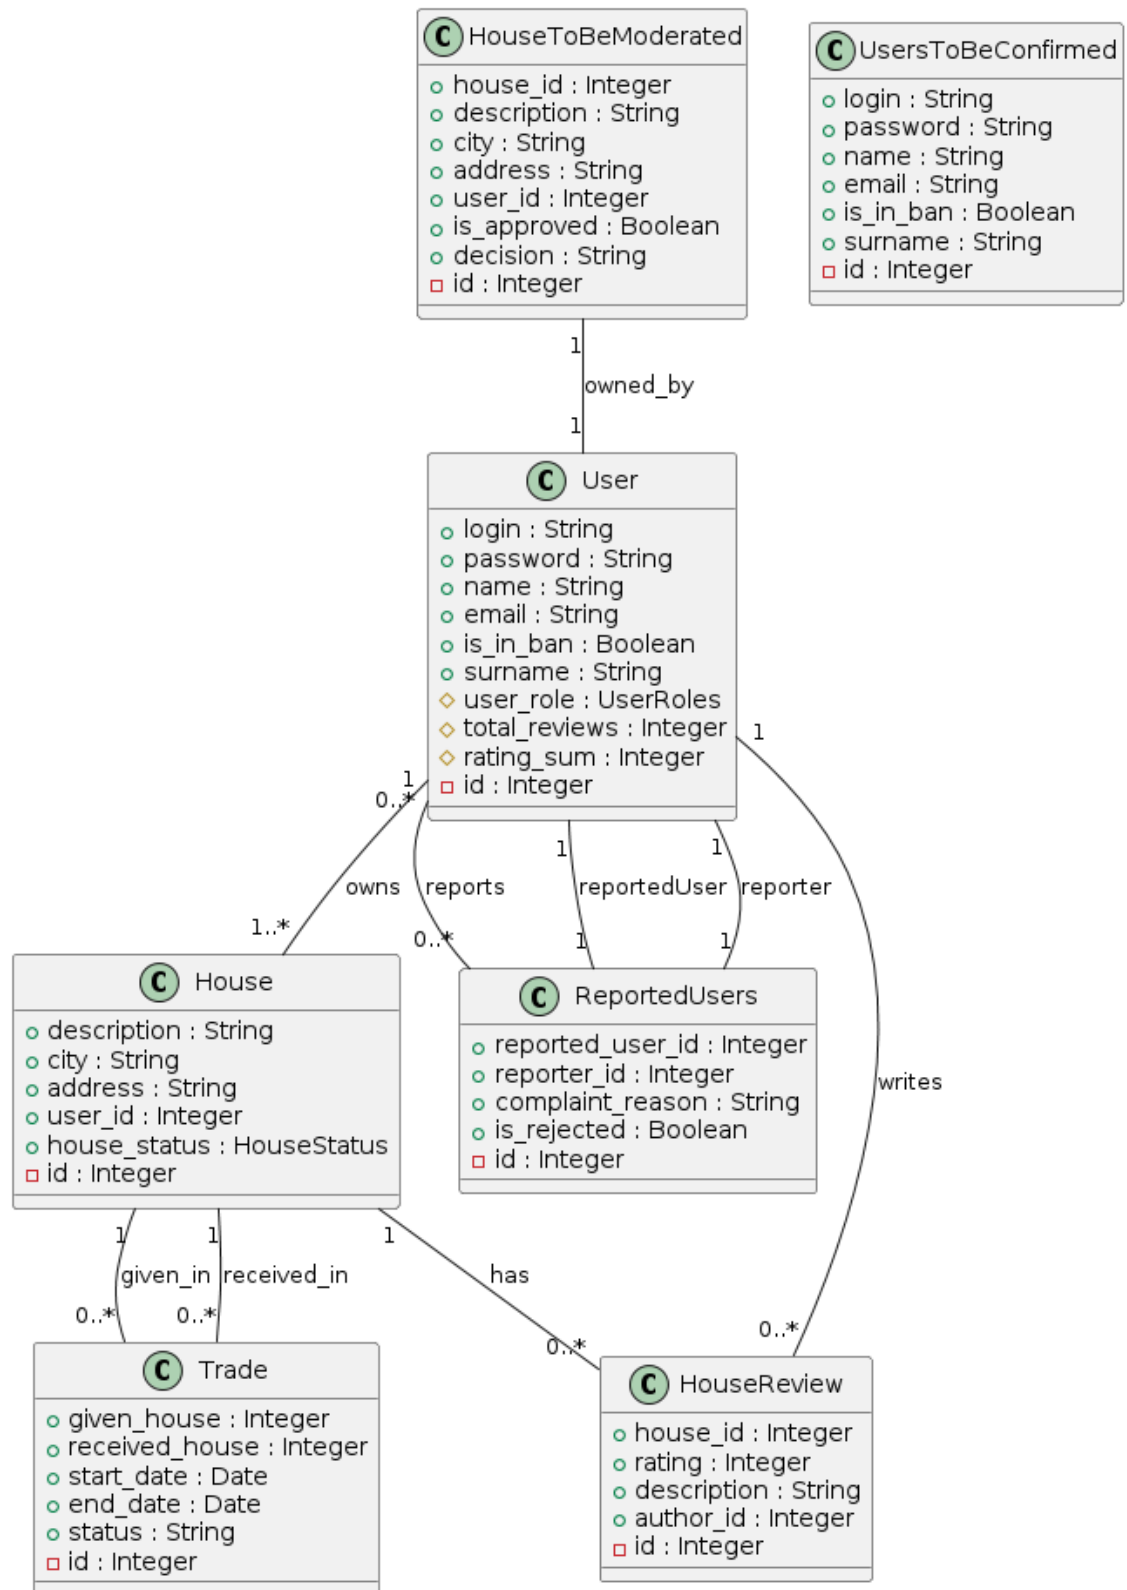 C HouseToBeModerated
house_id : Integer
description : String
city : String
address : String
user_id : Integer
is_approved : Boolean
decision : String
id : Integer
C UsersToBeConfirmed
login : String
password : String
name : String
email : String
is_in_ban : Boolean
surname : String
id : Integer
1
owned_by
1
C User
login : String
password : String
name : String
email : String
is_in_ban : Boolean
surname : String
user_role : UserRoles
total_reviews : Integer
rating_sum : Integer
id : Integer
1
1
0..*
1
1
owns
reports
reportedUser
reporter
1..*
0..*
1
1
C House
description : String
city : String
address : String
user_id : Integer
house_status : HouseStatus
id : Integer
C ReportedUsers
reported_user_id : Integer
reporter_id : Integer
complaint_reason : String
is_rejected : Boolean
id : Integer
writes
1
1
1
given_in
received_in
has
0..*
0..*
0..*
0..*
C Trade
given_house : Integer
received_house : Integer
start_date : Date
end_date : Date
status : String
id : Integer
C HouseReview
house_id : Integer
rating : Integer
description : String
author_id : Integer
id : Integer